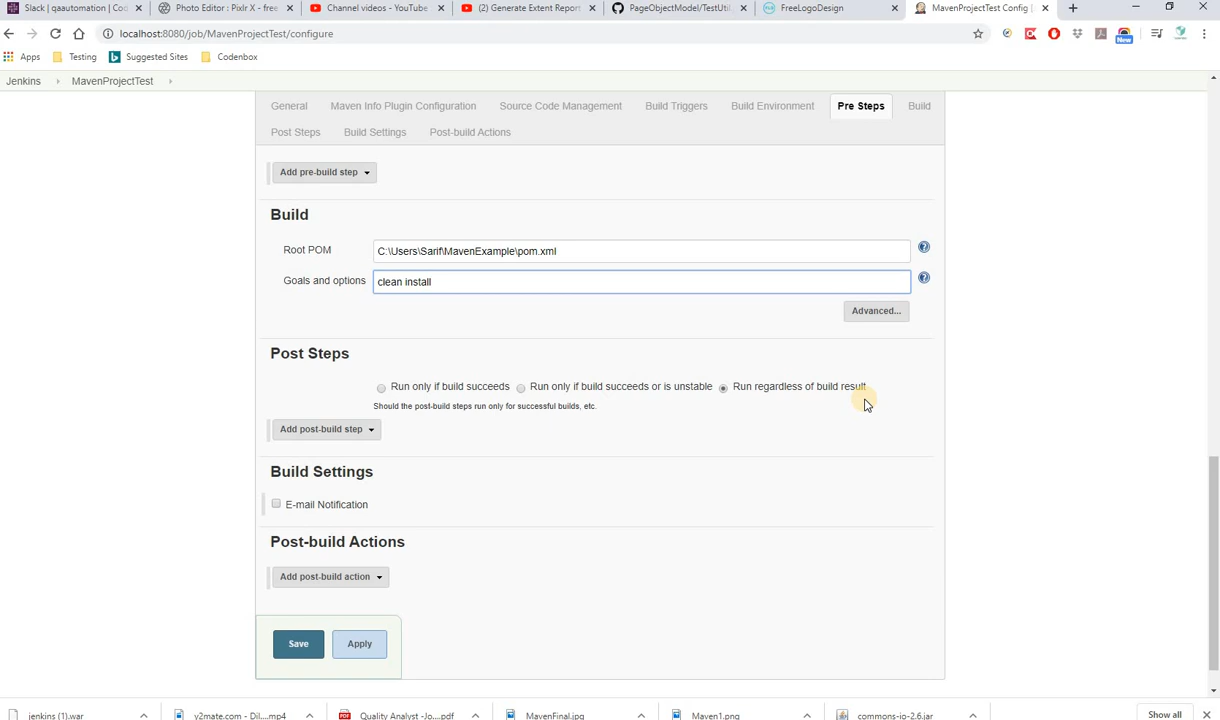 Slack | qaautomation | Cod
Photo Editor : Pixlr X - free
Channel videos - YouTube
(2) Generate Extent Report
PageObjectModel/TestUtil
FreeLogoDesign
MavenProjectTest Config [
localhost:8080/job/MavenProjectTest/configure
New
Apps
Testing
Suggested Sites
Codenbox
Jenkins
MavenProjectTest
General
Maven Info Plugin Configuration
Source Code Management
Build Triggers
Build Environment
Pre Steps
Build
Post Steps
Build Settings
Post-build Actions
Add pre-build step
Build
Root POM
C:\Users\Sarif\MavenExample\pom.xml
Goals and options
clean install
Advanced...
Post Steps
Run only if build succeeds
Run only if build succeeds or is unstable
Run regardless of build result
Should the post-build steps run only for successful builds, etc.
Add post-build step
Build Settings
E-mail Notification
Post-build Actions
Add post-build action
Save
Apply
jenkins (1).war
y2mate.com - Dil....mp4
Quality Analyst -Jo....pdf
MavenFinal.jpg
Maven1.png
commons-io-2.6.jar
Show all